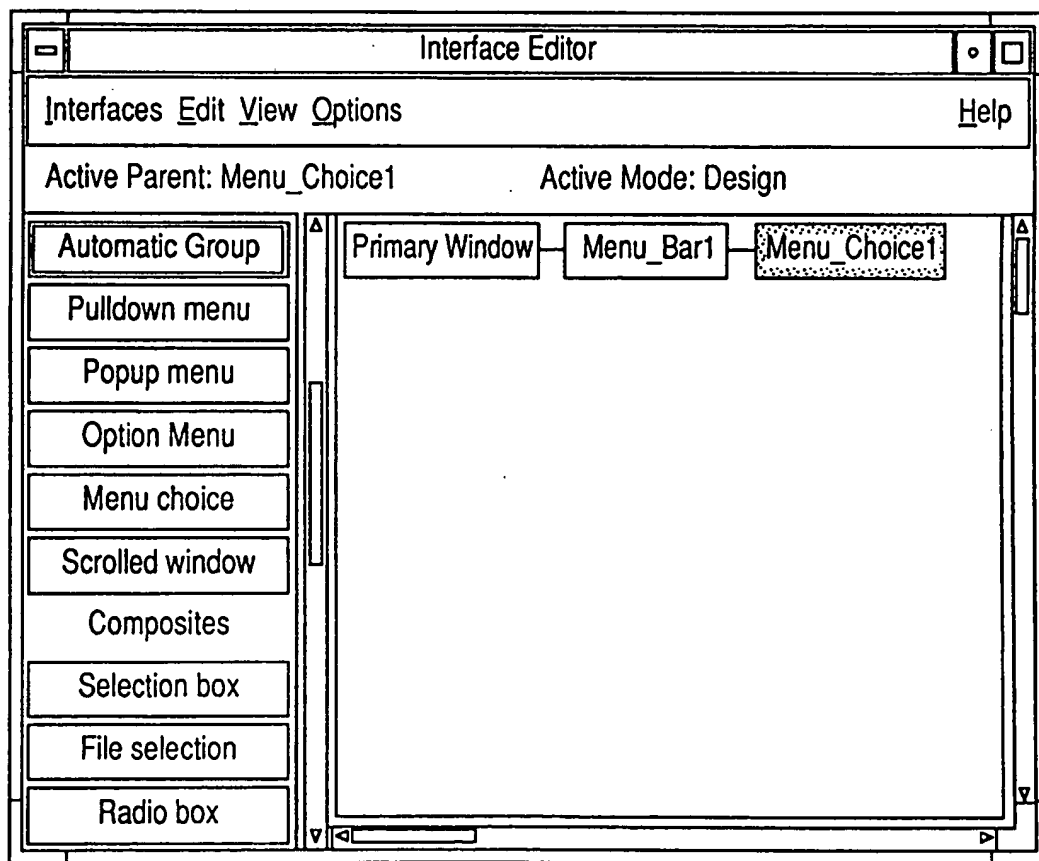 Interface Editor
Interfaces Edit View Options Help
Active Parent: Menu_Choice1 Active Mode: Design
Automatic Group
Pulldown menu
Popup menu
Option Menu
Menu choice
Scrolled window
Composites
Selection box
File selection
Radio box
Primary Window Menu_Bar1 Menu_Choice1